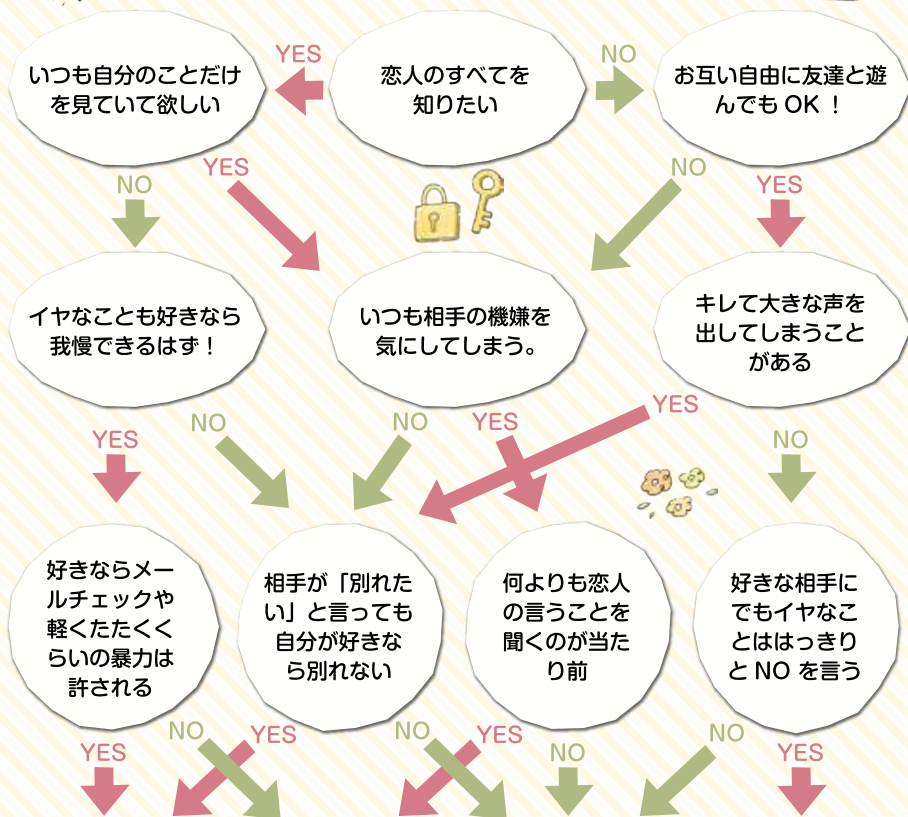 いつも自分のことだけ
を見ていて欲しい
YES
恋人のすべてを
知りたい
NO
お互い自由に友達と遊
んでも OK ！
NO
YES
NO
YES
イヤなことも好きなら
我慢できるはず！
いつも相手の機嫌を
気にしてしまう。
キレて大きな声を
出してしまうこと
がある
YES
NO
NO
YES
YES
NO
好きならメー
ルチェックや
軽くたたくく
らいの暴力は
許される
相手が「別れた
い」と言っても
自分が好きな
ら別れない
何よりも恋人
の言うことを
聞くのが当た
り前
好きな相手に
でもイヤなこ
とははっきり
と NO を言う
YES
NO
YES
NO
YES
NO
NO
YES